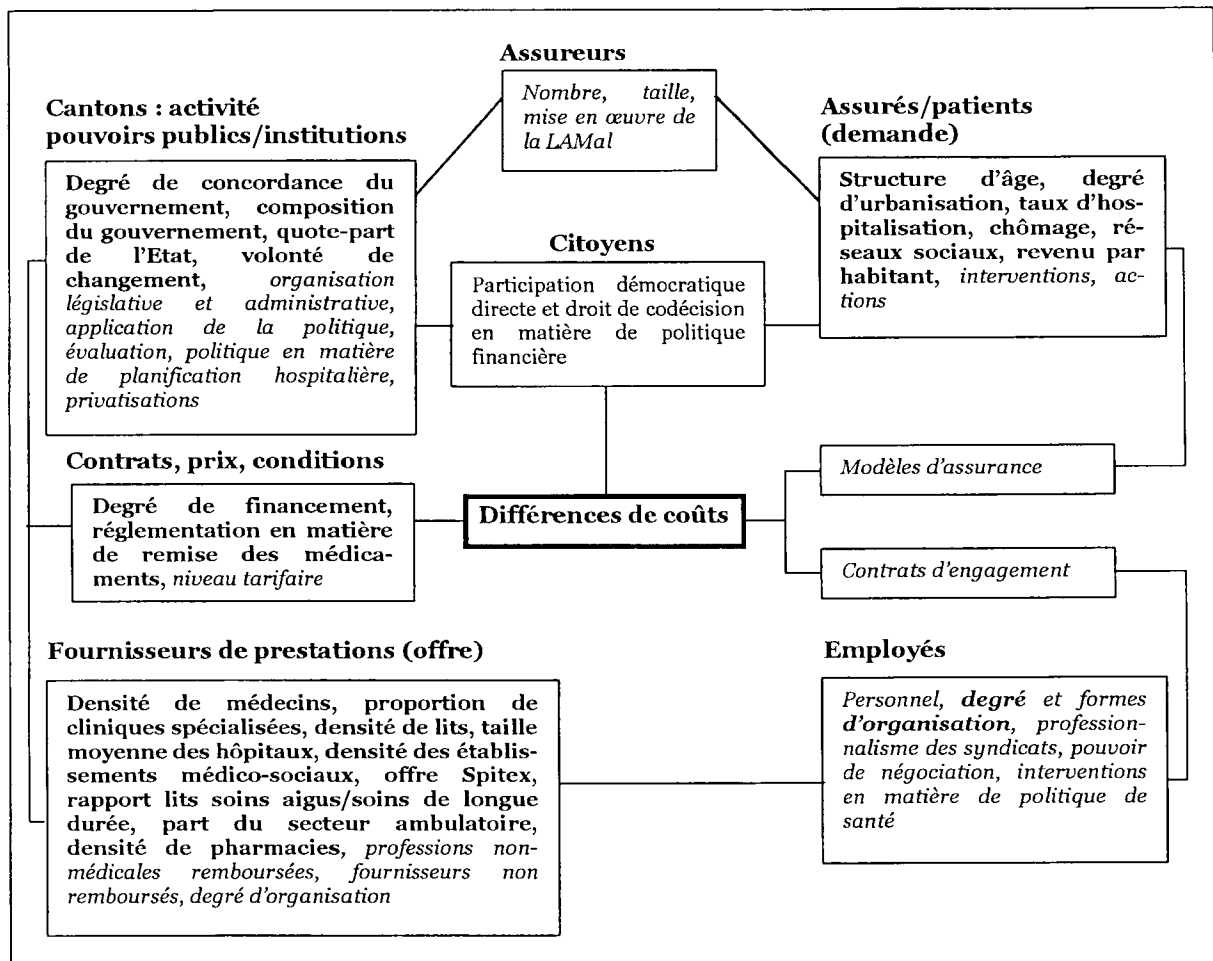 Assureurs
Nombre, taille,
mise en œuvre de
la LAMal
Cantons : activité
pouvoirs publics/institutions
Degré de concordance du
gouvernement, composition
du gouvernement, quote-part
de l'Etat, volonté de
changement, organisation
législative et administrative,
application de la politique,
évaluation, politique en matière
de planification hospitalière,
privatisations
Assurés/patients
(demande)
Structure d'âge, degré
d'urbanisation, taux d'hos-
pitalisation, chômage, ré-
seaux sociaux, revenu par
habitant, interventions, ac-
tions
Citoyens
Participation démocratique
directe et droit de codécision
en matière de politique
financière
Contrats, prix, conditions
Degré de financement,
réglementation en matière
de remise des médica-
ments, niveau tarifaire
Différences de coûts
Modèles d'assurance
Contrats d'engagement
Fournisseurs de prestations (offre)
Densité de médecins, proportion de
cliniques spécialisées, densité de lits, taille
moyenne des hôpitaux, densité des établis-
sements médico-sociaux, offre Spitex,
rapport lits soins aigus/soins de longue
durée, part du secteur ambulatoire,
densité de pharmacies, professions non-
médicales remboursées, fournisseurs non
remboursés, degré d'organisation
Employés
Personnel, degré et formes
d'organisation, profession-
nalisme des syndicats, pouvoir
de négociation, interventions
en matière de politique de
santé